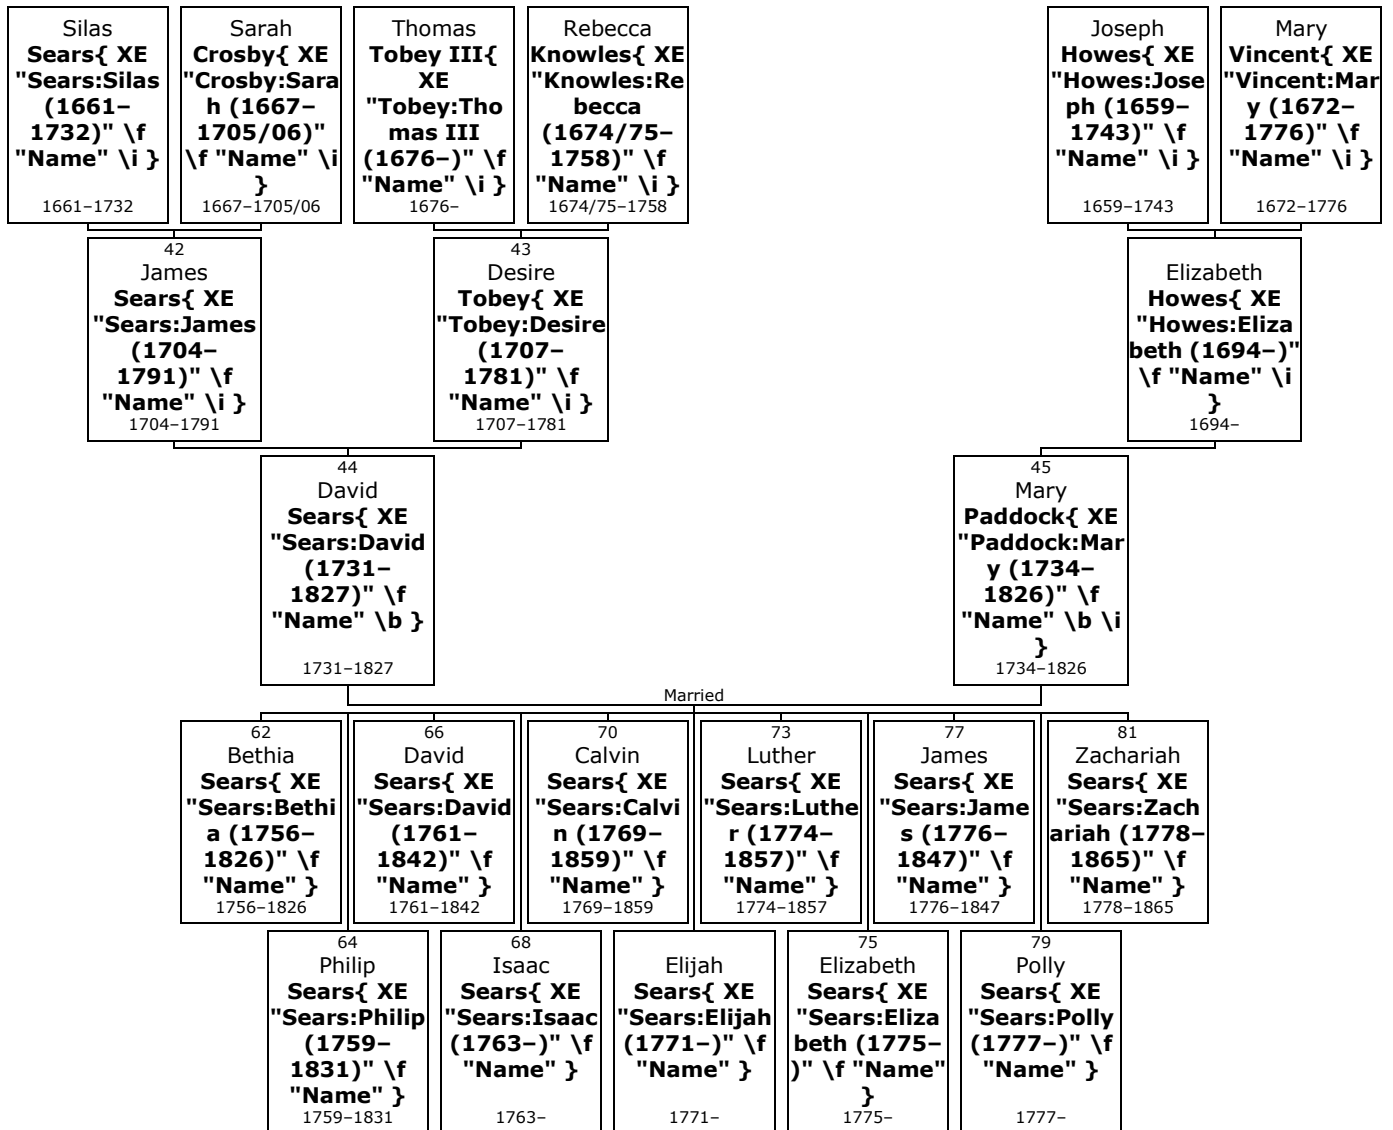 Silas
Sears{ XE
"Sears:Silas
(1661–
1732)" \f
"Name" \i }
1661–1732
Sarah
Crosby{ XE
"Crosby:Sara
h (1667–
1705/06)"
\f "Name" \i
}
1667–1705/06
Thomas
Tobey III{
XE
"Tobey:Tho
mas III
(1676–)" \f
"Name" \i }
1676–
Rebecca
Knowles{ XE
"Knowles:Re
becca
(1674/75–
1758)" \f
"Name" \i }
1674/75–1758
Joseph
Howes{ XE
"Howes:Jose
ph (1659–
1743)" \f
"Name" \i }
1659–1743
Mary
Vincent{ XE
"Vincent:Mar
y (1672–
1776)" \f
"Name" \i }
1672–1776
42
James
Sears{ XE
"Sears:James
(1704–
1791)" \f
"Name" \i }
1704–1791
43
Desire
Tobey{ XE
"Tobey:Desire
(1707–
1781)" \f
"Name" \i }
1707–1781
Elizabeth
Howes{ XE
"Howes:Eliza
beth (1694–)"
\f "Name" \i
}
1694–
44
David
Sears{ XE
"Sears:David
(1731–
1827)" \f
"Name" \b }
1731–1827
45
Mary
Paddock{ XE
"Paddock:Mar
y (1734–
1826)" \f
"Name" \b \i
}
1734–1826
Married
62
Bethia
Sears{ XE
"Sears:Bethi
a (1756–
1826)" \f
"Name" }
1756–1826
66
David
Sears{ XE
"Sears:David
(1761–
1842)" \f
"Name" }
1761–1842
70
Calvin
Sears{ XE
"Sears:Calvi
n (1769–
1859)" \f
"Name" }
1769–1859
73
Luther
Sears{ XE
"Sears:Luthe
r (1774–
1857)" \f
"Name" }
1774–1857
77
James
Sears{ XE
"Sears:Jame
s (1776–
1847)" \f
"Name" }
1776–1847
81
Zachariah
Sears{ XE
"Sears:Zach
ariah (1778–
1865)" \f
"Name" }
1778–1865
64
Philip
Sears{ XE
"Sears:Philip
(1759–
1831)" \f
"Name" }
1759–1831
68
Isaac
Sears{ XE
"Sears:Isaac
(1763–)" \f
"Name" }
1763–
Elijah
Sears{ XE
"Sears:Elijah
(1771–)" \f
"Name" }
1771–
75
Elizabeth
Sears{ XE
"Sears:Eliza
beth (1775–
)" \f "Name"
}
1775–
79
Polly
Sears{ XE
"Sears:Polly
(1777–)" \f
"Name" }
1777–